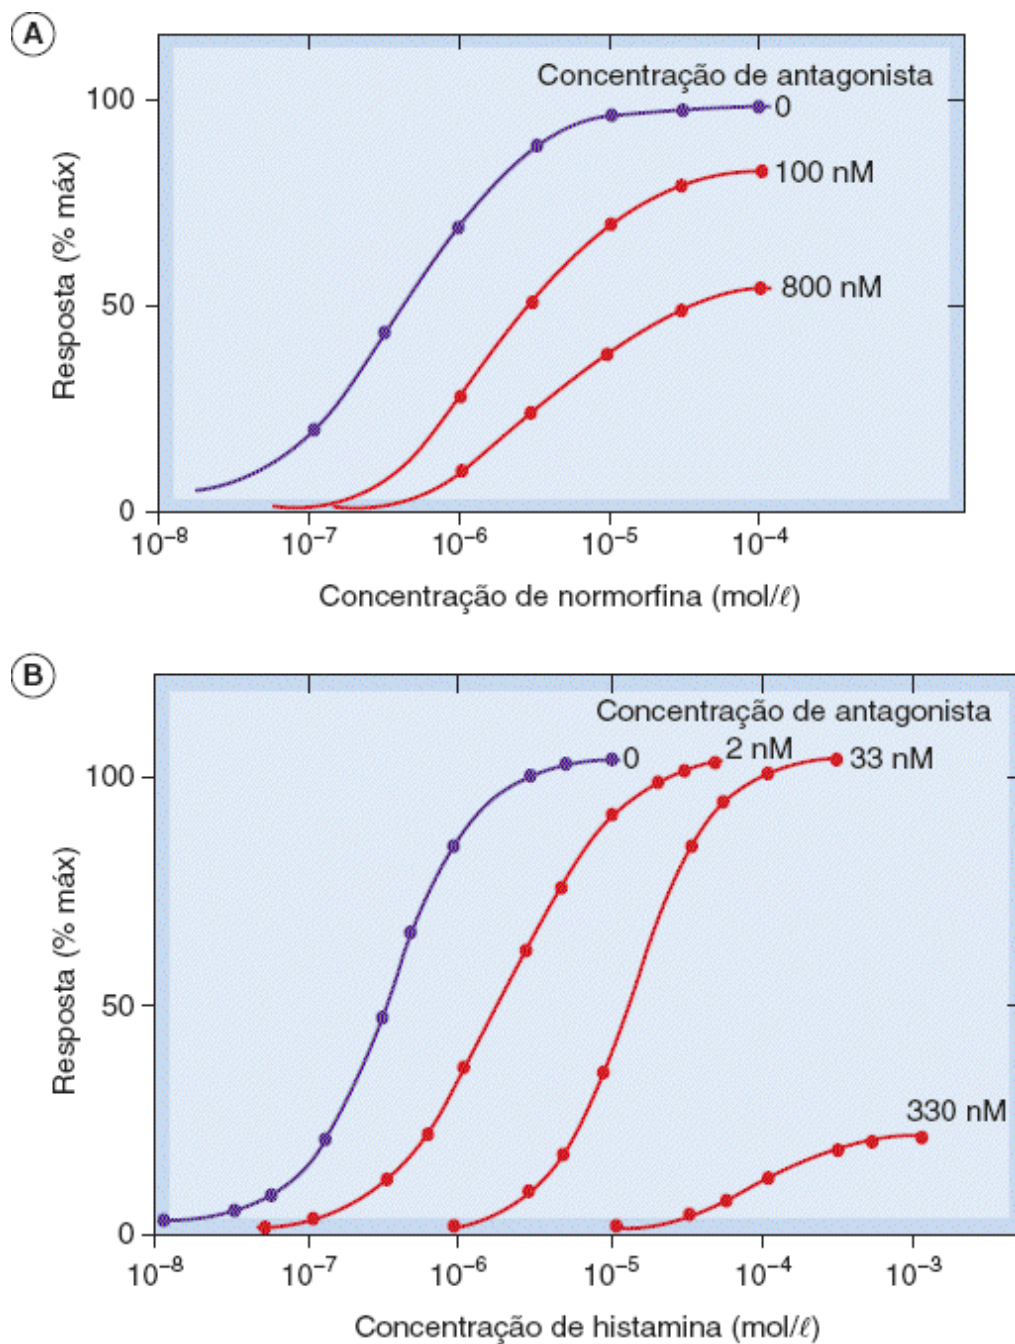 A
Concentração de antagonista
0
100
100 nM
800 nM
50
0
Resposta (% máx)
10⁻⁸ 10⁻⁷ 10⁻⁶ 10⁻⁵ 10⁻⁴
Concentração de normorfina (mol/ℓ)
B
Concentração de antagonista
0 2 nM 33 nM
100
50
330 nM
0
Resposta (% máx)
10⁻⁸ 10⁻⁷ 10⁻⁶ 10⁻⁵ 10⁻⁴ 10⁻³
Concentração de histamina (mol/ℓ)